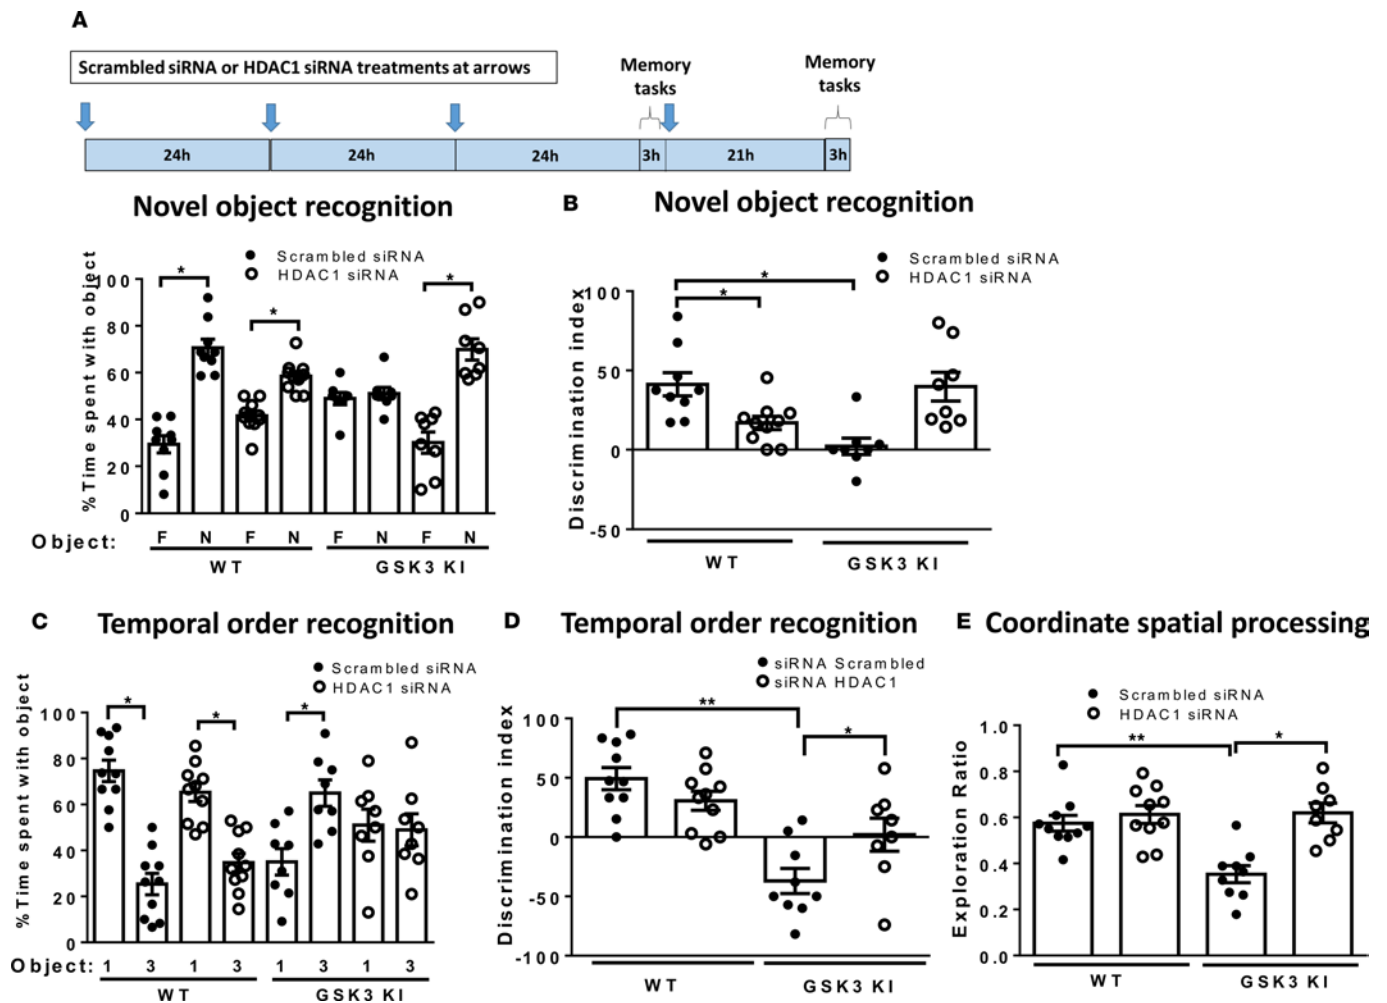 A
Scrambled siRNA or HDAC1 siRNA treatments at arrows
Memory tasks
Memory tasks
24h
24h
24h
3h
21h
3h
Novel object recognition
Scrambled siRNA
HDAC1 siRNA
%Time spent with object
100
80
60
40
20
0
*
*
*
Object:
F N F N F N F N
WT
GSK3 KI
B
Novel object recognition
Scrambled siRNA
HDAC1 siRNA
Discrimination index
100
50
0
-50
*
*
WT
GSK3 KI
C
Temporal order recognition
Scrambled siRNA
HDAC1 siRNA
%Time spent with object
100
80
60
40
20
0
*
*
*
Object:
1 3 1 3 1 3 1 3
WT
GSK3 KI
D
Temporal order recognition
siRNA Scrambled
siRNA HDAC1
Discrimination index
100
50
0
-50
-100
**
*
WT
GSK3 KI
E
Coordinate spatial processing
Scrambled siRNA
HDAC1 siRNA
Exploration Ratio
1.0
0.8
0.6
0.4
0.2
0.0
**
*
WT
GSK3 KI